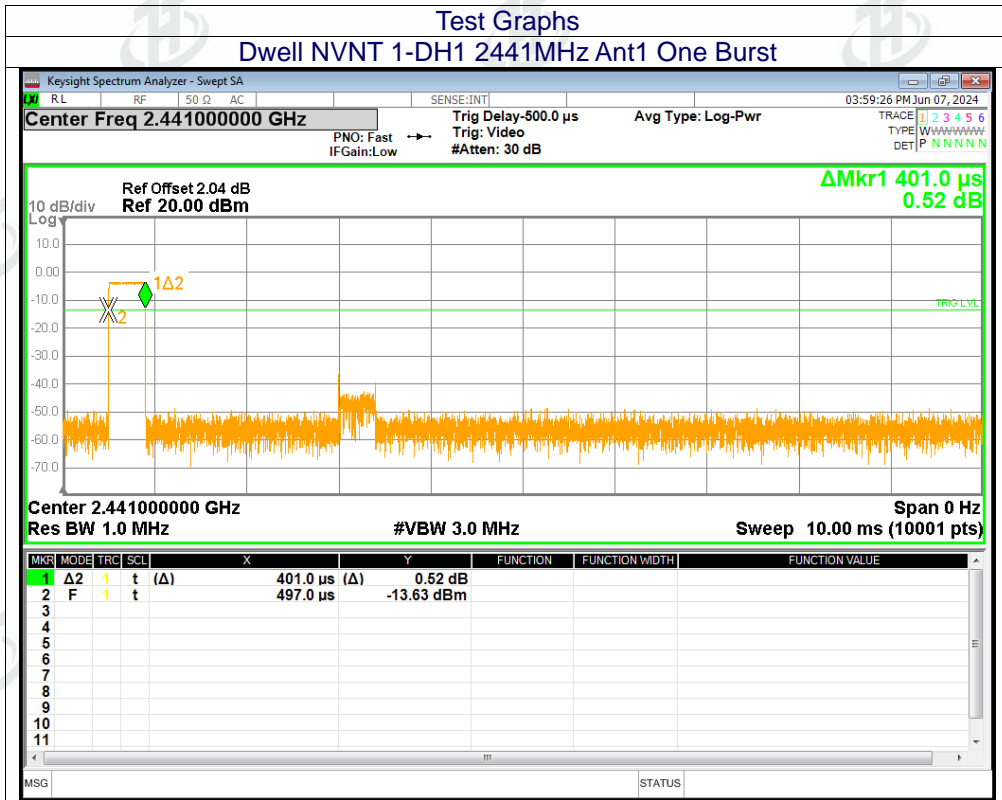 Test Graphs
Dwell NVNT 1-DH1 2441MHz Ant1 One Burst
Keysight Spectrum Analyzer - Swept SA
LXI RL RF 50 Ω AC SENSE:INT 03:59:26 PM Jun 07, 2024
Center Freq 2.441000000 GHz Trig Delay-500.0 µs Avg Type: Log-Pwr TRACE 1 2 3 4 5 6
PNO: Fast Trig: Video TYPE WWWWWWW
IFGain:Low #Atten: 30 dB DET P N N N N N
ΔMkr1 401.0 µs
0.52 dB
Ref Offset 2.04 dB
10 dB/div Ref 20.00 dBm
Log
10.0
0.00
1Δ2
-10.0
TRIG LVL
2
-20.0
-30.0
-40.0
-50.0
-60.0
-70.0
Center 2.441000000 GHz Span 0 Hz
Res BW 1.0 MHz #VBW 3.0 MHz Sweep 10.00 ms (10001 pts)
MKR MODE TRC SCL X Y FUNCTION FUNCTION WIDTH FUNCTION VALUE
1 Δ2 1 t (Δ) 401.0 µs (Δ) 0.52 dB
2 F 1 t 497.0 µs -13.63 dBm
3
4
5
6
7
8
9
10
11
MSG STATUS